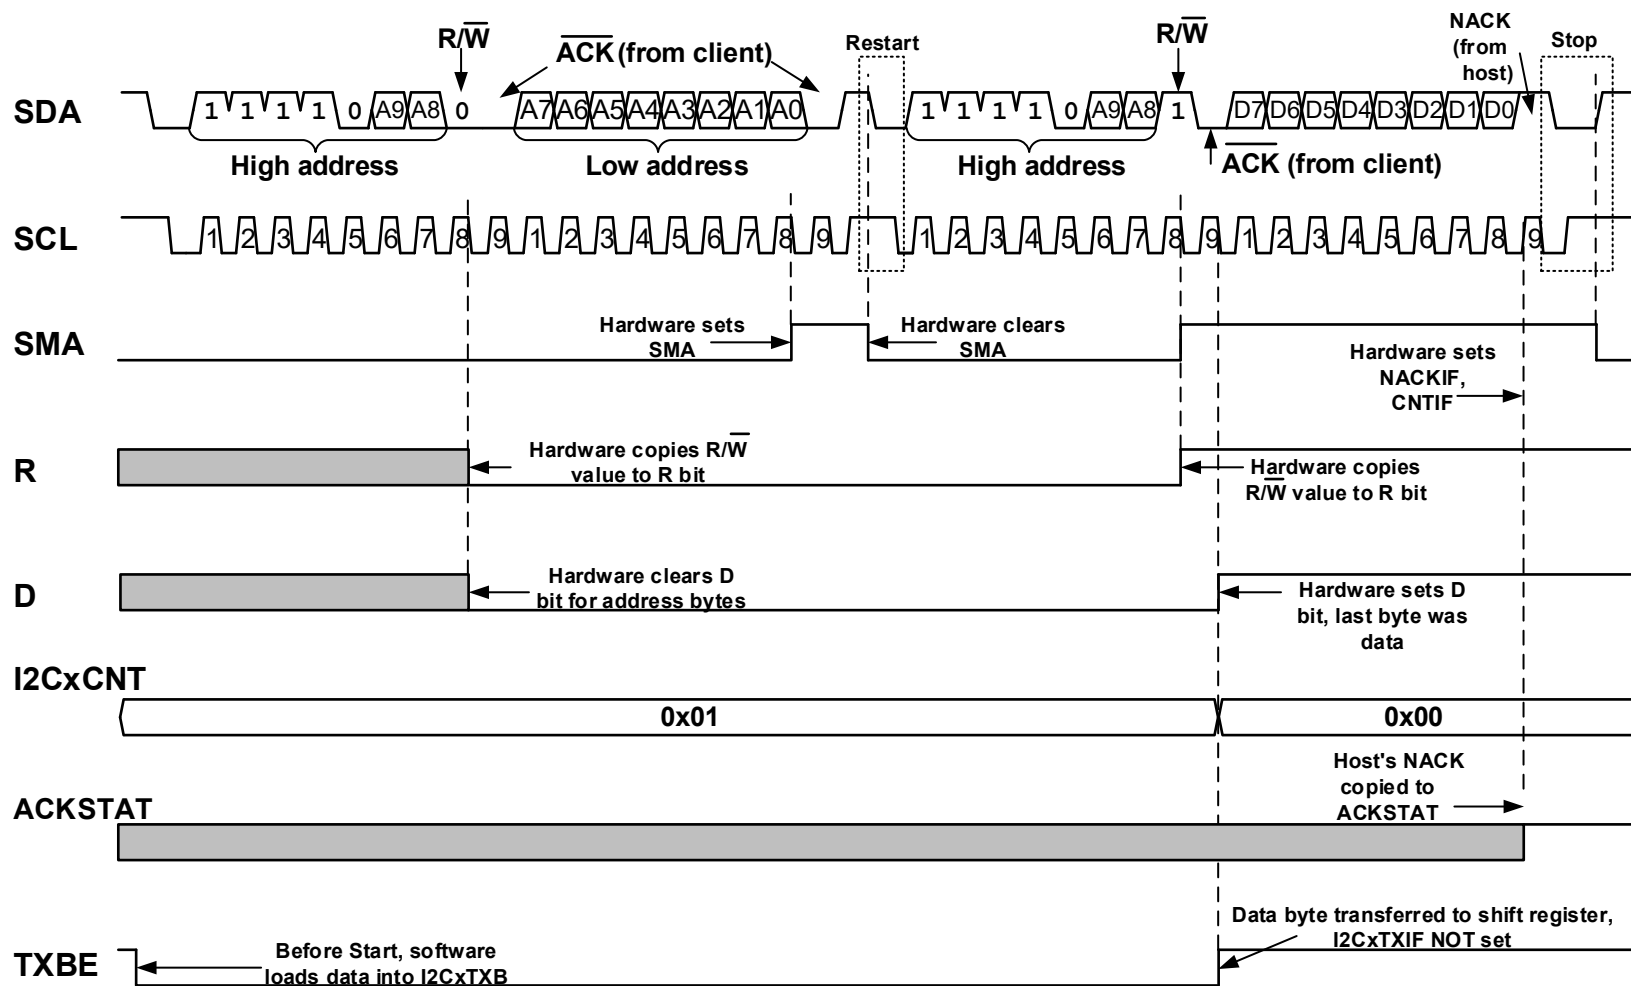 R/W
ACK (from client)
Restart
R/W
NACK
(from
host)
Stop
SDA
1 1 1 1 0 A9 A8 0 A7 A6 A5 A4 A3 A2 A1 A0 1 1 1 1 0 A9 A8 1 D7 D6 D5 D4 D3 D2 D1 D0
High address
Low address
High address
ACK (from client)
SCL
1 2 3 4 5 6 7 8 9 1 2 3 4 5 6 7 8 9 1 2 3 4 5 6 7 8 9 1 2 3 4 5 6 7 8 9
SMA
Hardware sets
SMA
Hardware clears
SMA
Hardware sets
NACKIF,
CNTIF
R
Hardware copies R/W
value to R bit
Hardware copies
R/W value to R bit
D
Hardware clears D
bit for address bytes
Hardware sets D
bit, last byte was
data
I2CxCNT
0x01
0x00
ACKSTAT
Host's NACK
copied to
ACKSTAT
TXBE
Before Start, software
loads data into I2CxTXB
Data byte transferred to shift register,
I2CxTXIF NOT set